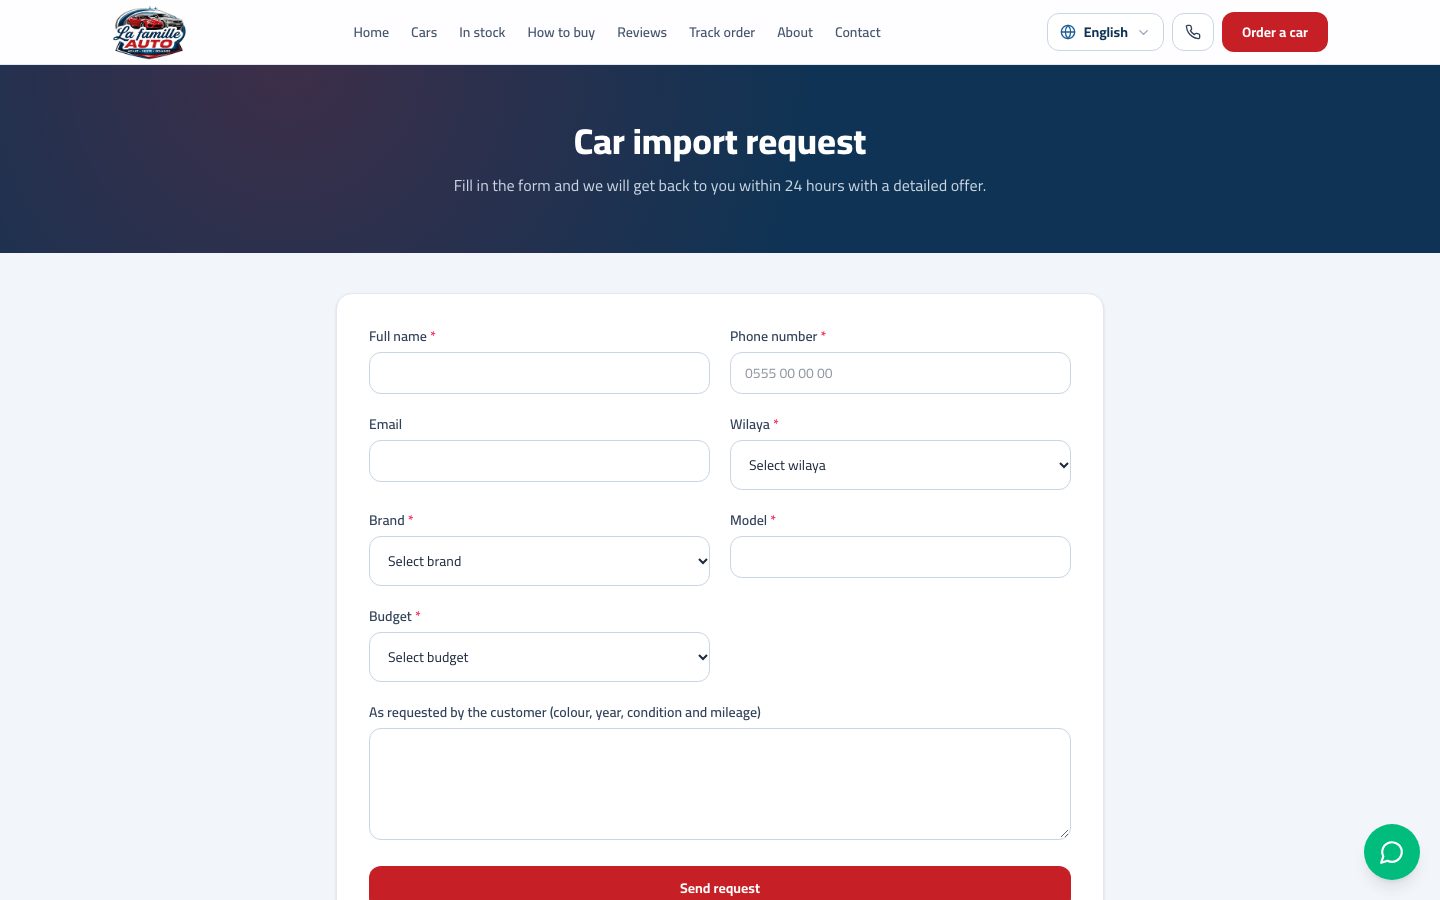 La famille
AUTO
Home
Cars
In stock
How to buy
Reviews
Track order
About
Contact
English
Order a car
Car import request
Fill in the form and we will get back to you within 24 hours with a detailed offer.
Full name *
Phone number *
0555 00 00 00
Email
Wilaya *
Select wilaya
Brand *
Select brand
Model *
Budget *
Select budget
As requested by the customer (colour, year, condition and mileage)
Send request